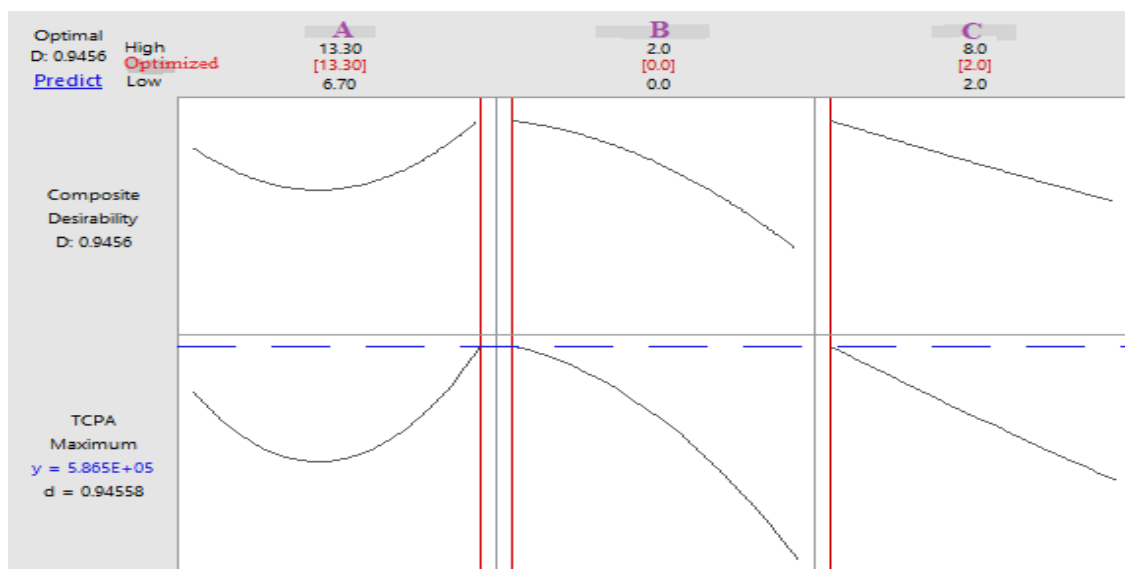 Optimal
D: 0.9456
Predict
High
Optimized
Low
A
13.30
[13.30]
6.70
B
2.0
[0.0]
0.0
C
8.0
[2.0]
2.0
Composite
Desirability
D: 0.9456
TCPA
Maximum
y = 5.865E+05
d = 0.94558